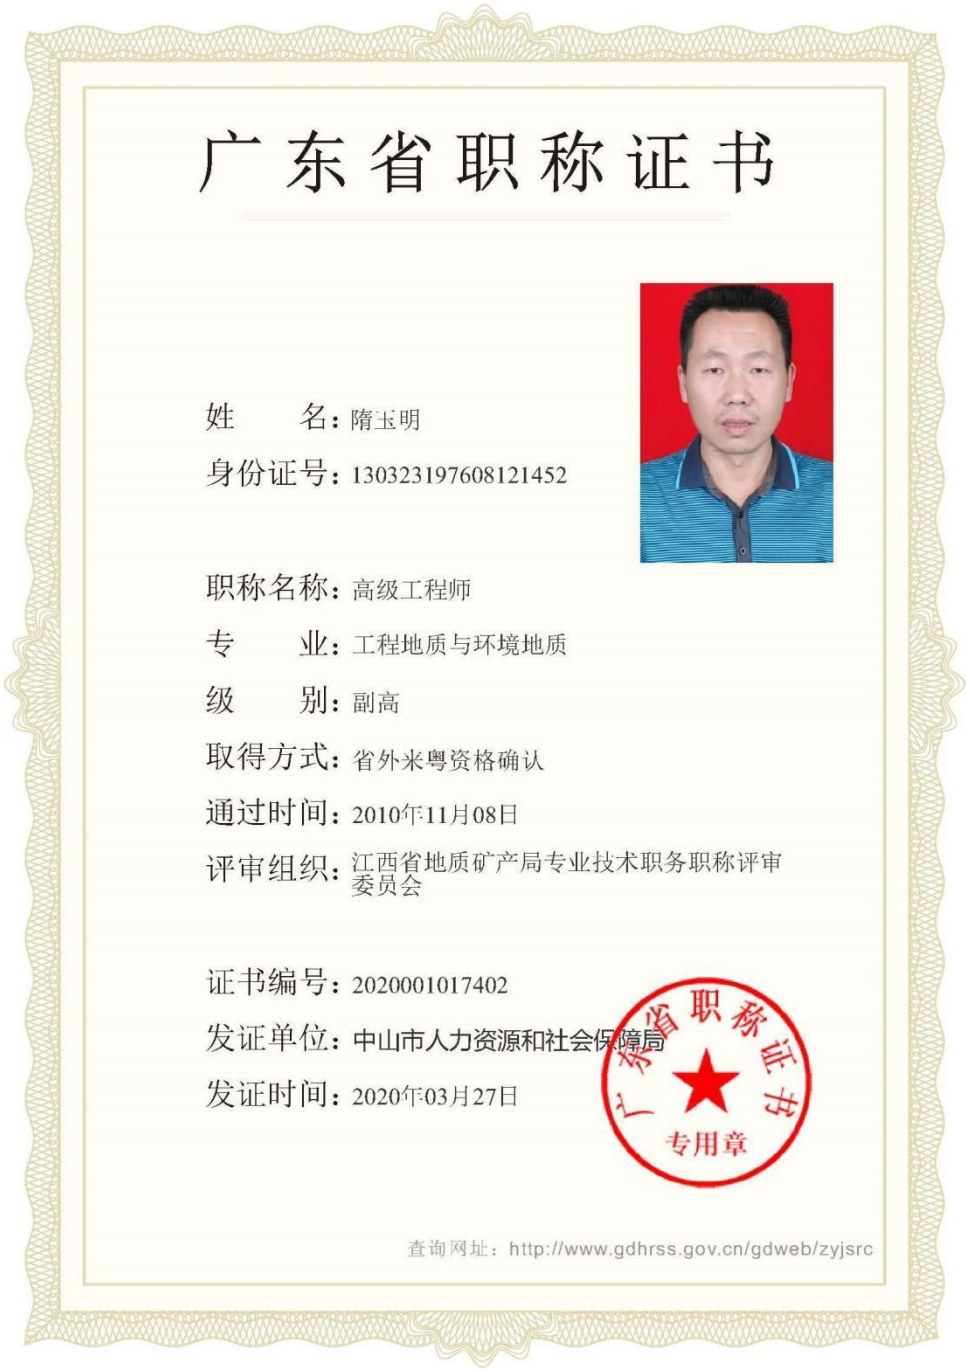 广东省职称证书
姓 名：隋玉明
身份证号：130323197608121452
职称名称：高级工程师
专 业：工程地质与环境地质
级 别：副高
取得方式：省外来粤资格确认
通过时间：2010年11月08日
评审组织：江西省地质矿产局专业技术职务职称评审
委员会
证书编号：2020001017402
发证单位：中山市人力资源和社会保障局
发证时间：2020年03月27日
广东省职称证书
专用章
查询网址：http://www.gdhrss.gov.cn/gdweb/zyjsrc